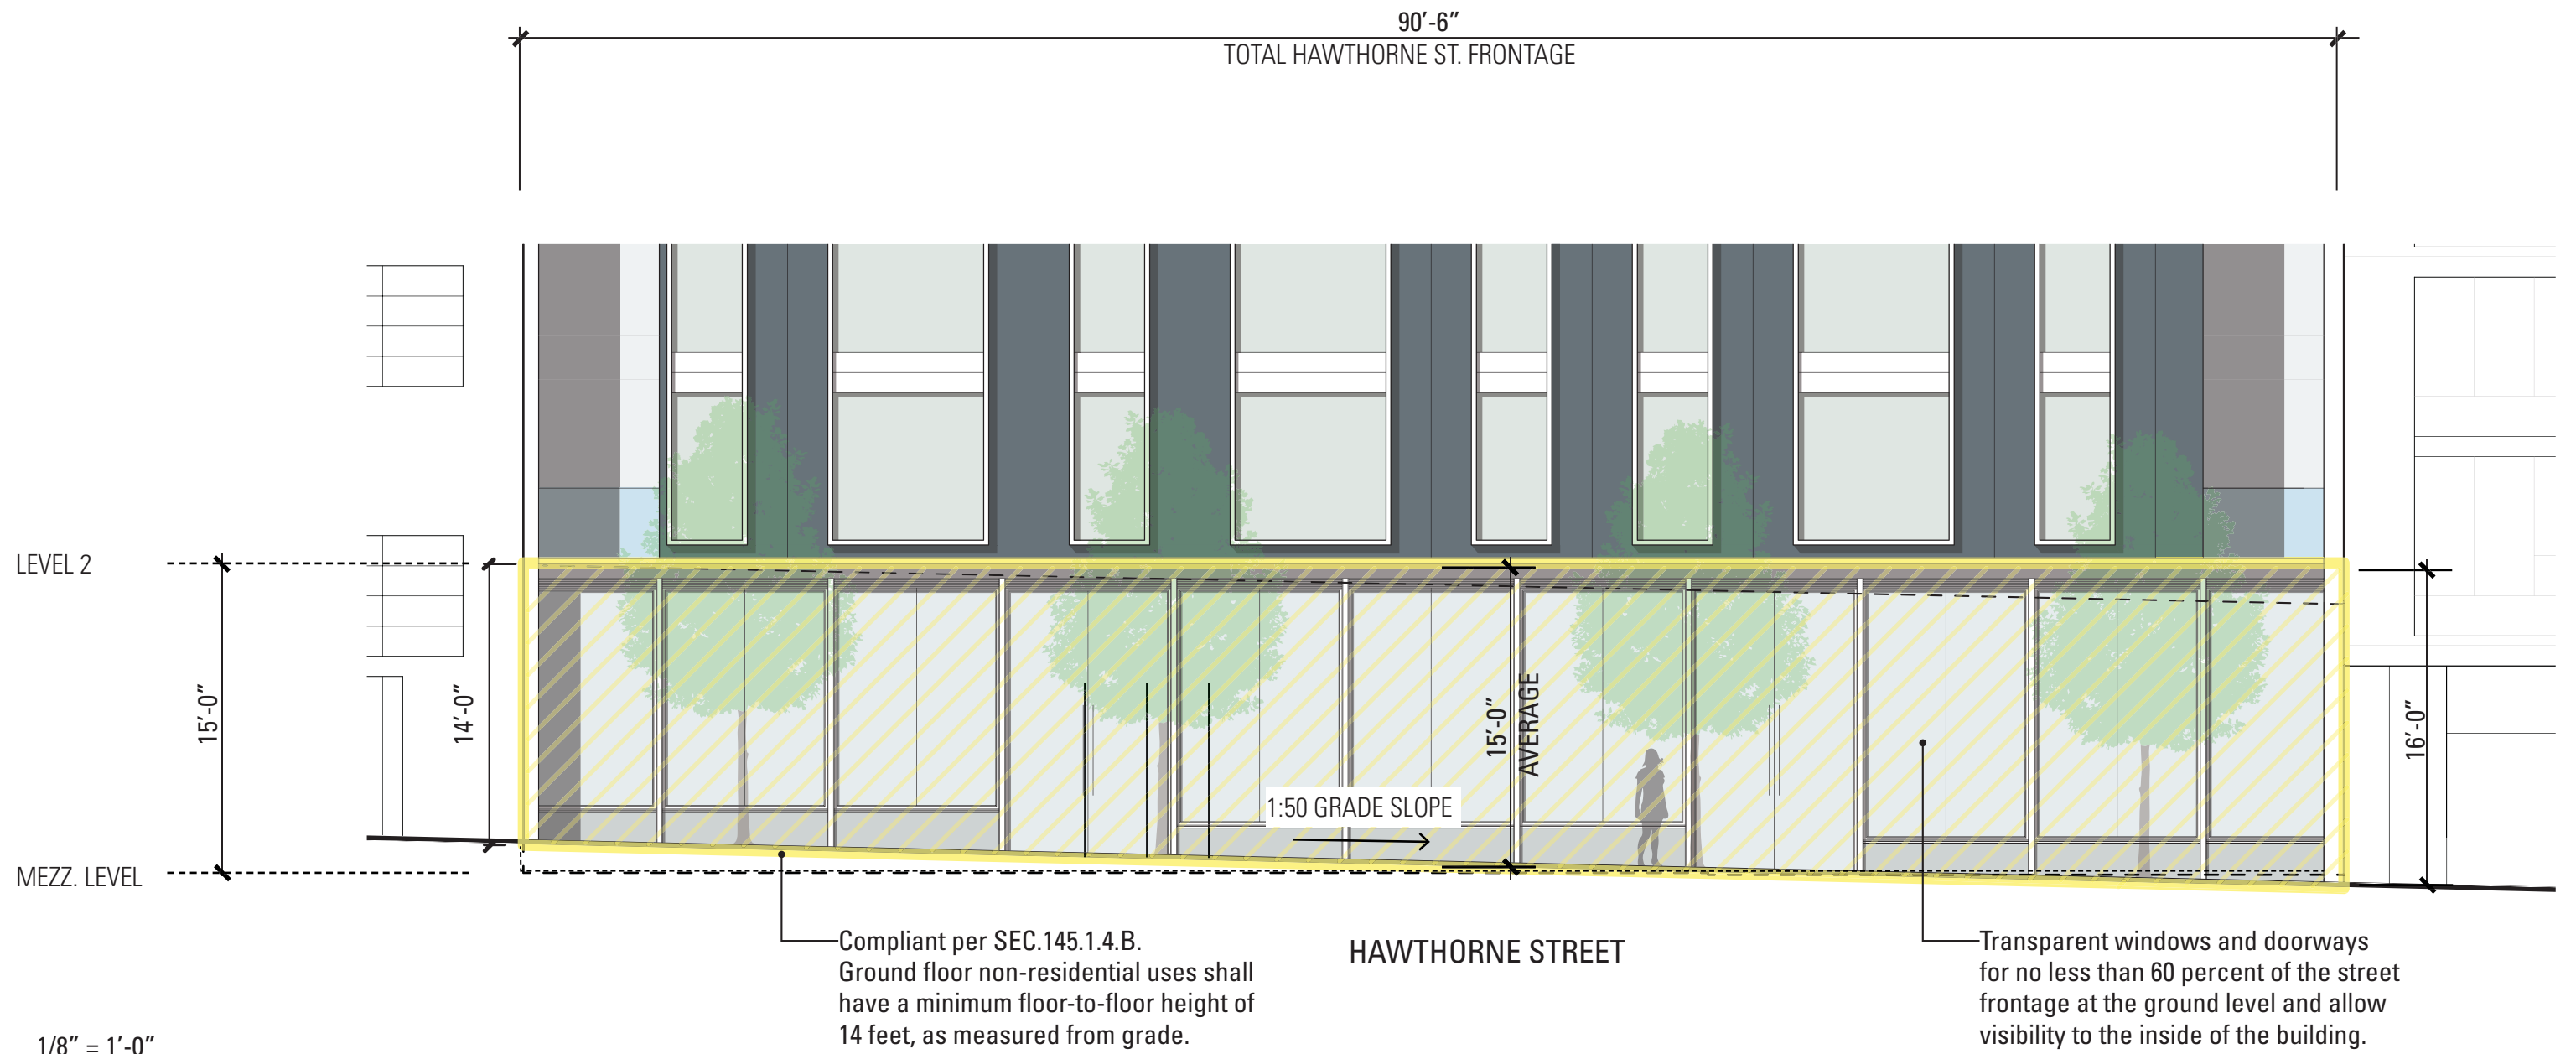 90’-6”
TOTAL HAWTHORNE ST. FRONTAGE
LEVEL 2
15’-0”
14’-0”
15’-0”
AVERAGE
16’-0”
1:50 GRADE SLOPE
MEZZ. LEVEL
Compliant per SEC.145.1.4.B.
Ground floor non-residential uses shall
have a minimum floor-to-floor height of
14 feet, as measured from grade.
HAWTHORNE STREET
Transparent windows and doorways
for no less than 60 percent of the street
frontage at the ground level and allow
visibility to the inside of the building.
1/8” = 1’-0”